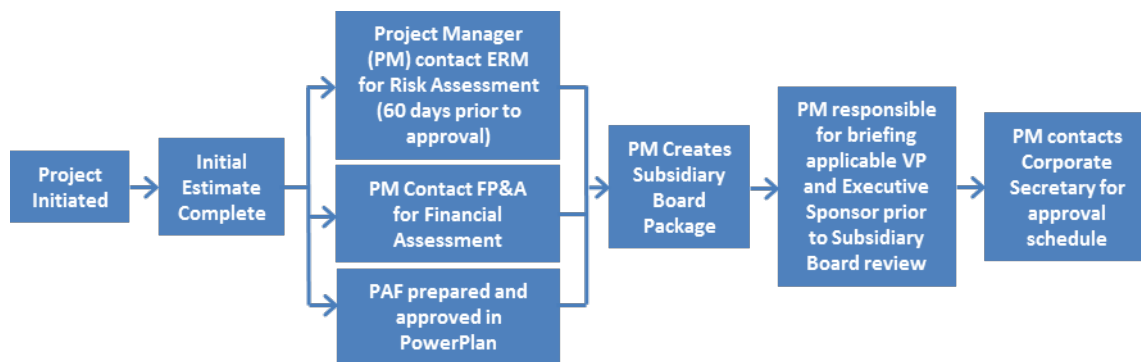 Project
Initiated
Initial
Estimate
Complete
Project Manager
(PM) contact ERM
for Risk Assessment
(60 days prior to
approval)
PM Contact FP&A
for Financial
Assessment
PAF prepared and
approved in
PowerPlan
PM Creates
Subsidiary
Board
Package
PM responsible
for briefing
applicable VP
and Executive
Sponsor prior
to Subsidiary
Board review
PM contacts
Corporate
Secretary for
approval
schedule